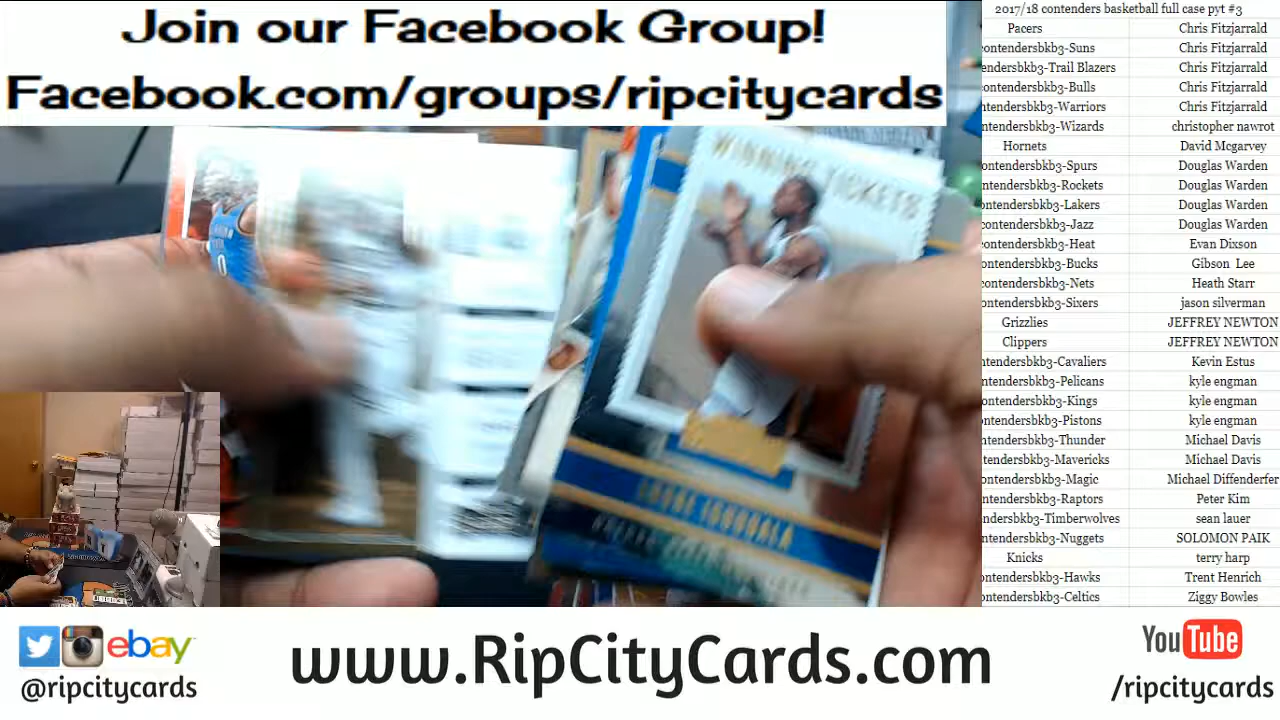 Join our Facebook Group!
Facebook.com/groups/ripcitycards
2017/18 contenders basketball full case pyt #3
Pacers Chris Fitzjarrald
contendersbkb3-Suns Chris Fitzjarrald
endersbkb3-Trail Blazers Chris Fitzjarrald
ontendersbkb3-Bulls Chris Fitzjarrald
ntendersbkb3-Warriors Chris Fitzjarrald
ntendersbkb3-Wizards christopher nawrot
Hornets David Mcgarvey
ontendersbkb3-Spurs Douglas Warden
ntendersbkb3-Rockets Douglas Warden
ontendersbkb3-Lakers Douglas Warden
contendersbkb3-Jazz Douglas Warden
contendersbkb3-Heat Evan Dixson
ontendersbkb3-Bucks Gibson Lee
contendersbkb3-Nets Heath Starr
ontendersbkb3-Sixers jason silverman
Grizzlies JEFFREY NEWTON
Clippers JEFFREY NEWTON
ntendersbkb3-Cavaliers Kevin Estus
ntendersbkb3-Pelicans kyle engman
ontendersbkb3-Kings kyle engman
ontendersbkb3-Pistons kyle engman
ntendersbkb3-Thunder Michael Davis
ntendersbkb3-Mavericks Michael Davis
ontendersbkb3-Magic Michael Diffenderfer
ontendersbkb3-Raptors Peter Kim
ndersbkb3-Timberwolves sean lauer
ontendersbkb3-Nuggets SOLOMON PAIK
Knicks terry harp
ontendersbkb3-Hawks Trent Henrich
ontendersbkb3-Celtics Ziggy Bowles
WINNING TICKETS
0
ANDRE IGUODALA
ebay
@ripcitycards
www.RipCityCards.com
YouTube
/ripcitycards